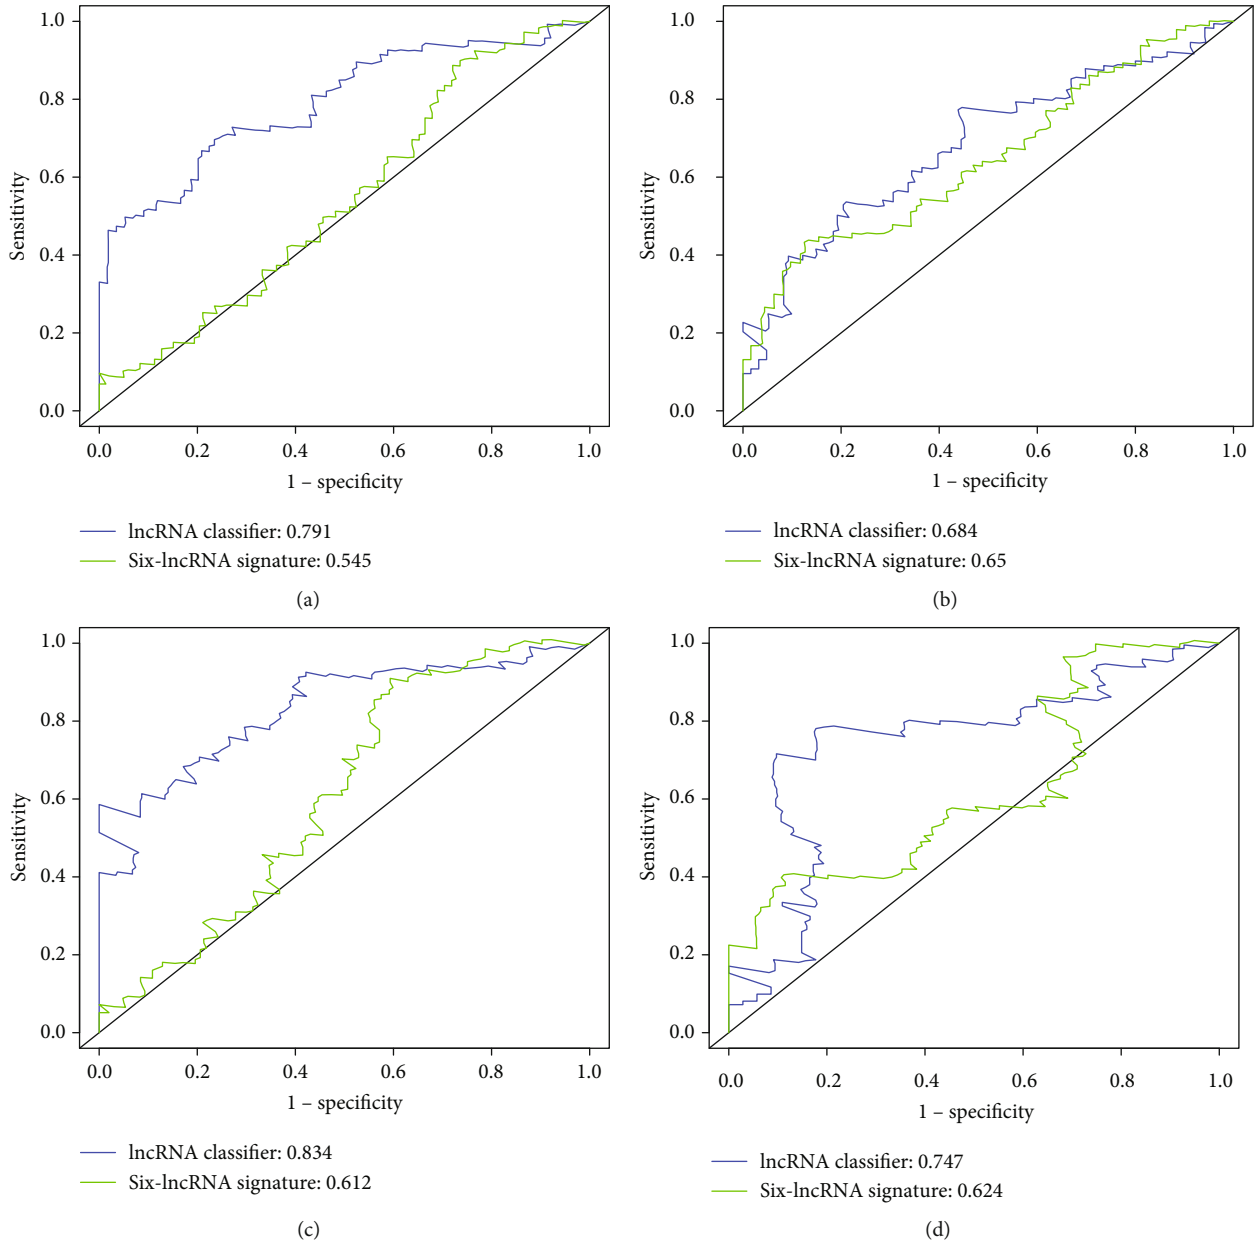 1.0
0.8
0.6
0.4
0.2
0.0
Sensitivity
0.0 0.2 0.4 0.6 0.8 1.0
1 – specificity
lncRNA classifier: 0.791
Six-lncRNA signature: 0.545
(a)
1.0
0.8
0.6
0.4
0.2
0.0
Sensitivity
0.0 0.2 0.4 0.6 0.8 1.0
1 – specificity
lncRNA classifier: 0.684
Six-lncRNA signature: 0.65
(b)
1.0
0.8
0.6
0.4
0.2
0.0
Sensitivity
0.0 0.2 0.4 0.6 0.8 1.0
1 – specificity
lncRNA classifier: 0.834
Six-lncRNA signature: 0.612
(c)
1.0
0.8
0.6
0.4
0.2
0.0
Sensitivity
0.0 0.2 0.4 0.6 0.8 1.0
1 – specificity
lncRNA classifier: 0.747
Six-lncRNA signature: 0.624
(d)